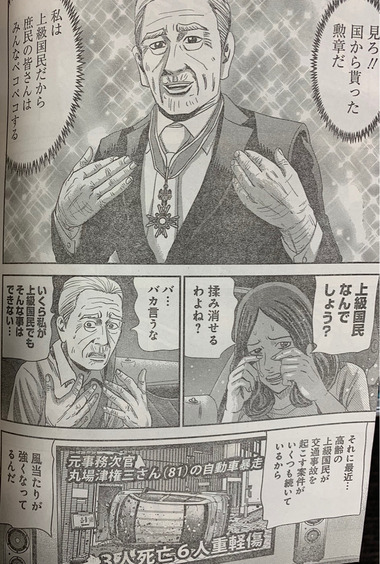 見ろ!!
国から貰った
勲章だ
私は
上級国民だから
庶民の皆さんは
みんなペコペコする
上級国民
なんで
しょう?
揉み消せる
わよね?
バ…
バカ言うな
いくら私が
上級国民でも
そんな事は
できない…
それに最近…
高齢の
上級国民が
交通事故を
起こす案件が
いくつも続いて
いるから
元事務次官
丸場津権三さん(81)の自動車暴走
3人死亡6人重軽傷
風当たりが
強くなって
るんだ